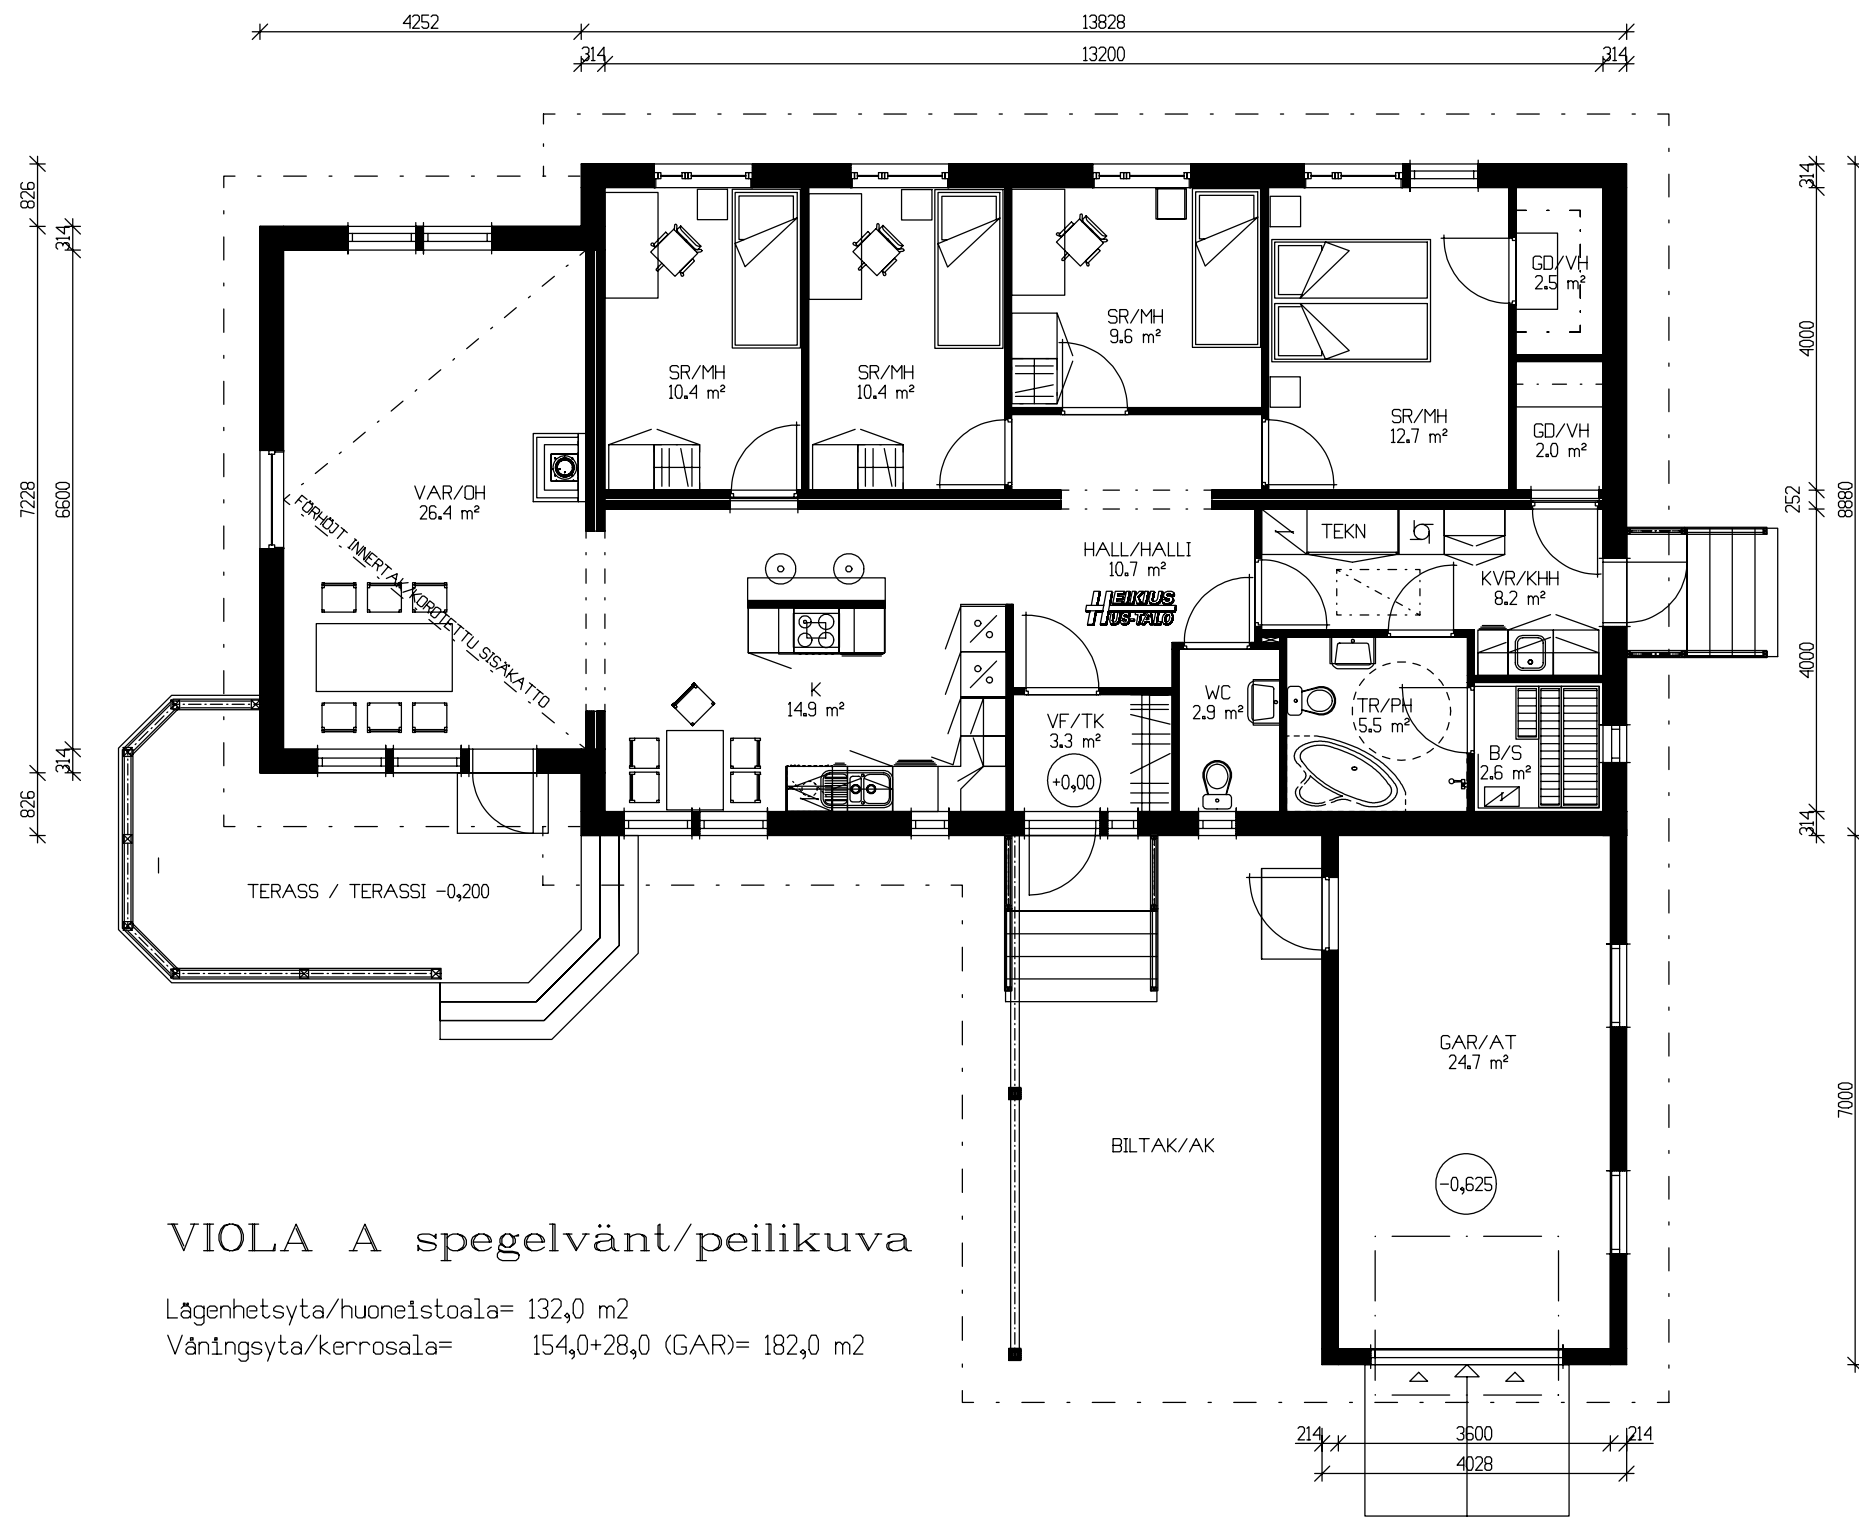 4252
13828
314
13200
314
826
314
7228
6600
314
826
314
4000
252
8880
4000
314
7000
SR/MH
10.4 m²
SR/MH
10.4 m²
SR/MH
9.6 m²
SR/MH
12.7 m²
GD/VH
2.5 m²
GD/VH
2.0 m²
VAR/OH
26.4 m²
FÖRHÖJT INNERTAK/KOROTETTU SISÄKATTO
HALL/HALLI
10.7 m²
HEIKIUS
HUS-TALO
TEKN
KVR/KHH
8.2 m²
K
14.9 m²
VF/TK
3.3 m²
+0,00
WC
2.9 m²
TR/PH
5.5 m²
B/S
2.6 m²
TERASS / TERASSI -0,200
GAR/AT
24.7 m²
BILTAK/AK
-0,625
VIOLA A spegelvänt/peilikuva
Lägenhetsyta/huoneistoala= 132,0 m2
Våningsyta/kerrosala= 154,0+28,0 (GAR)= 182,0 m2
214
3600
214
4028